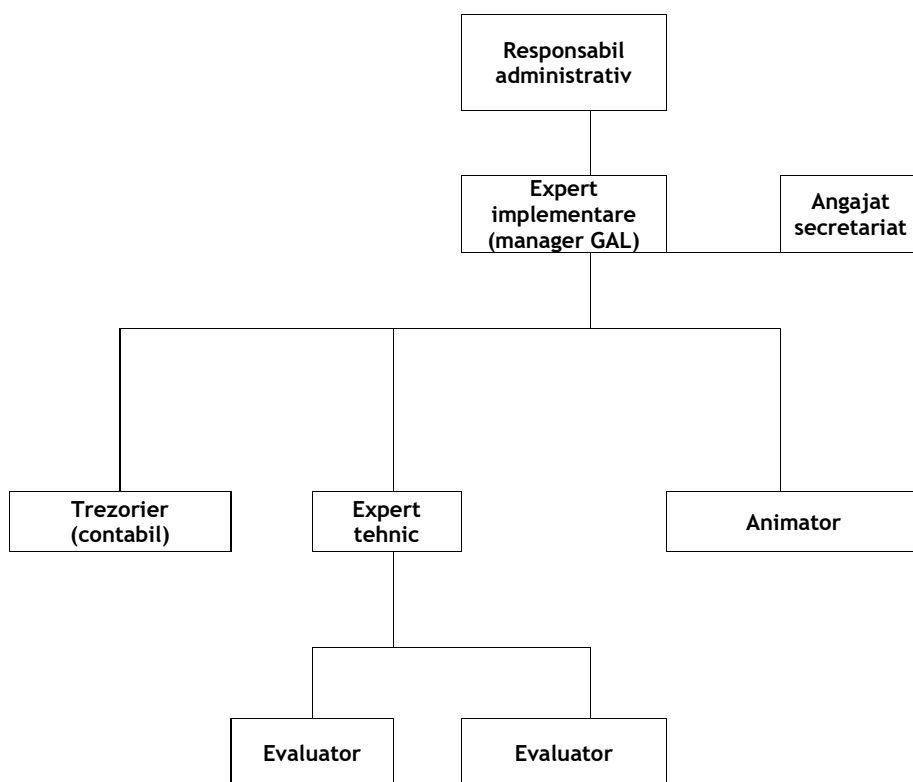 Responsabil
administrativ
Expert
implementare
(manager GAL)
Angajat
secretariat
Trezorier
(contabil)
Expert
tehnic
Animator
Evaluator
Evaluator